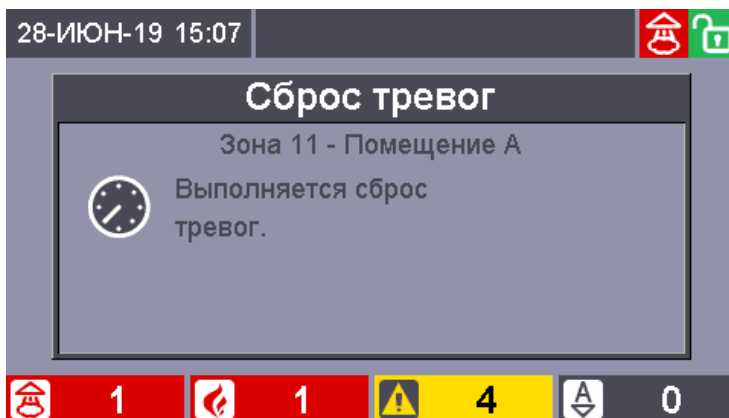 28-ИЮН-19 15:07
Сброс тревог
Зона 11 - Помещение А
Выполняется сброс
тревог.
1 1 4 A 0